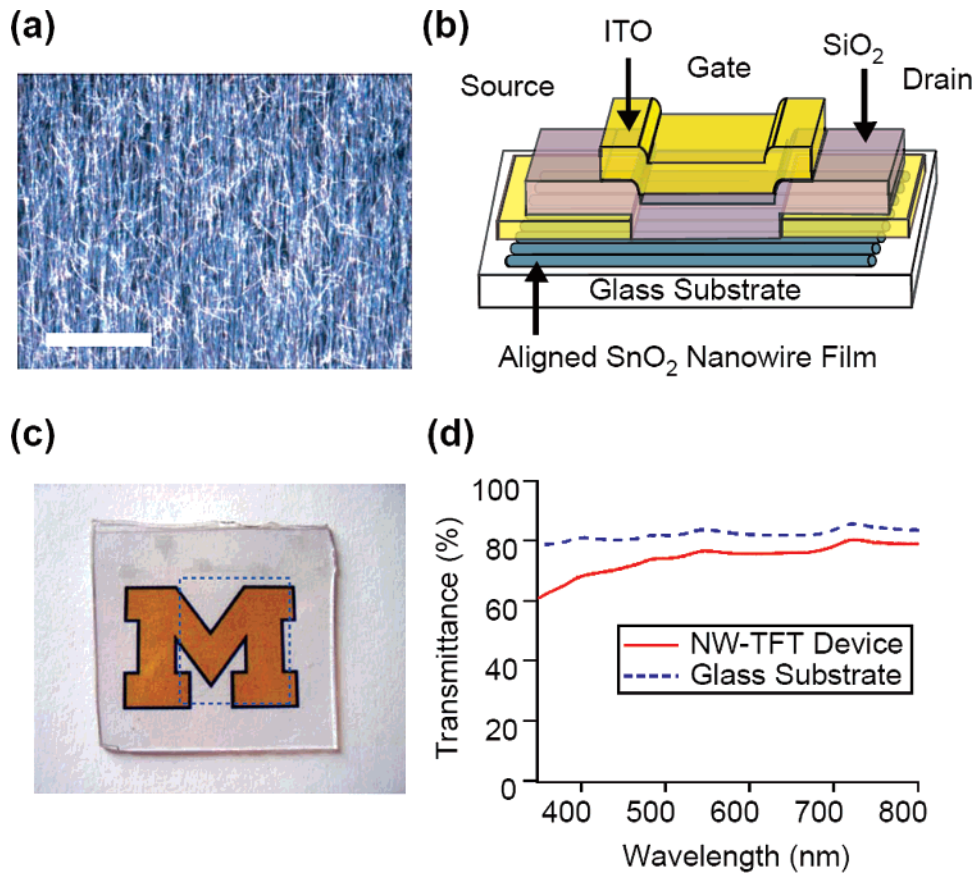 (a)
(b)
ITO
SiO2
Source
Gate
Drain
Glass Substrate
Aligned SnO2 Nanowire Film
(c)
M
(d)
100
80
60
40
20
0
Transmittance (%)
NW-TFT Device
Glass Substrate
400 500 600 700 800
Wavelength (nm)